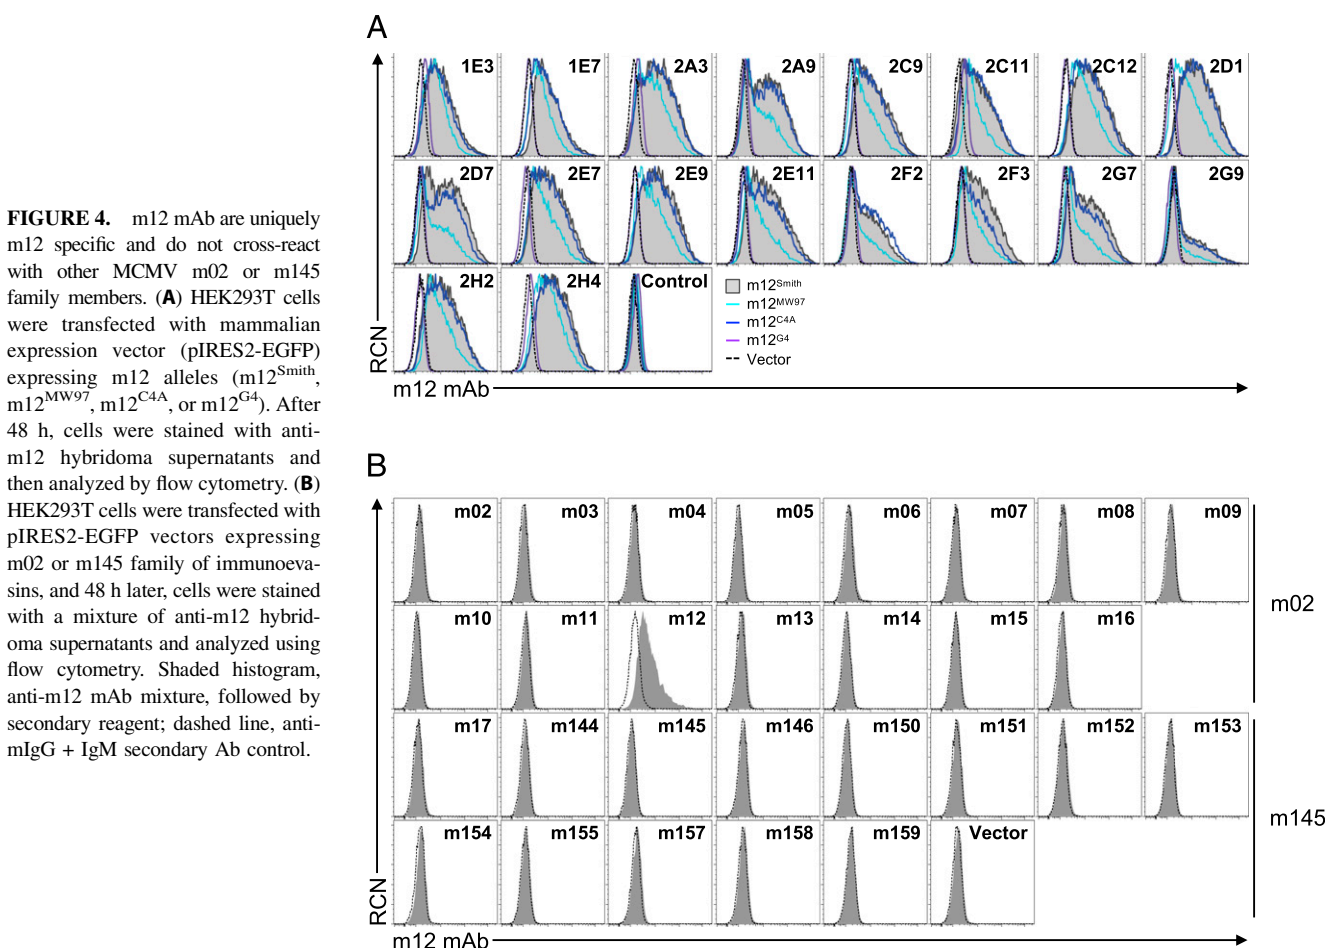 FIGURE 4. m12 mAb are uniquely
m12 specific and do not cross-react
with other MCMV m02 or m145
family members. (A) HEK293T cells
were transfected with mammalian
expression vector (pIRES2-EGFP)
expressing m12 alleles (m12Smith,
m12MW97, m12C4A, or m12G4). After
48 h, cells were stained with anti-
m12 hybridoma supernatants and
then analyzed by flow cytometry. (B)
HEK293T cells were transfected with
pIRES2-EGFP vectors expressing
m02 or m145 family of immunoeva-
sins, and 48 h later, cells were stained
with a mixture of anti-m12 hybrid-
oma supernatants and analyzed using
flow cytometry. Shaded histogram,
anti-m12 mAb mixture, followed by
secondary reagent; dashed line, anti-
mIgG + IgM secondary Ab control.
A
1E3 1E7 2A3 2A9 2C9 2C11 2C12 2D1
2D7 2E7 2E9 2E11 2F2 2F3 2G7 2G9
2H2 2H4 Control
m12Smith
m12MW97
m12C4A
m12G4
Vector
RCN
m12 mAb
B
m02 m03 m04 m05 m06 m07 m08 m09
m02
m10 m11 m12 m13 m14 m15 m16
m17 m144 m145 m146 m150 m151 m152 m153
m145
m154 m155 m157 m158 m159 Vector
RCN
m12 mAb